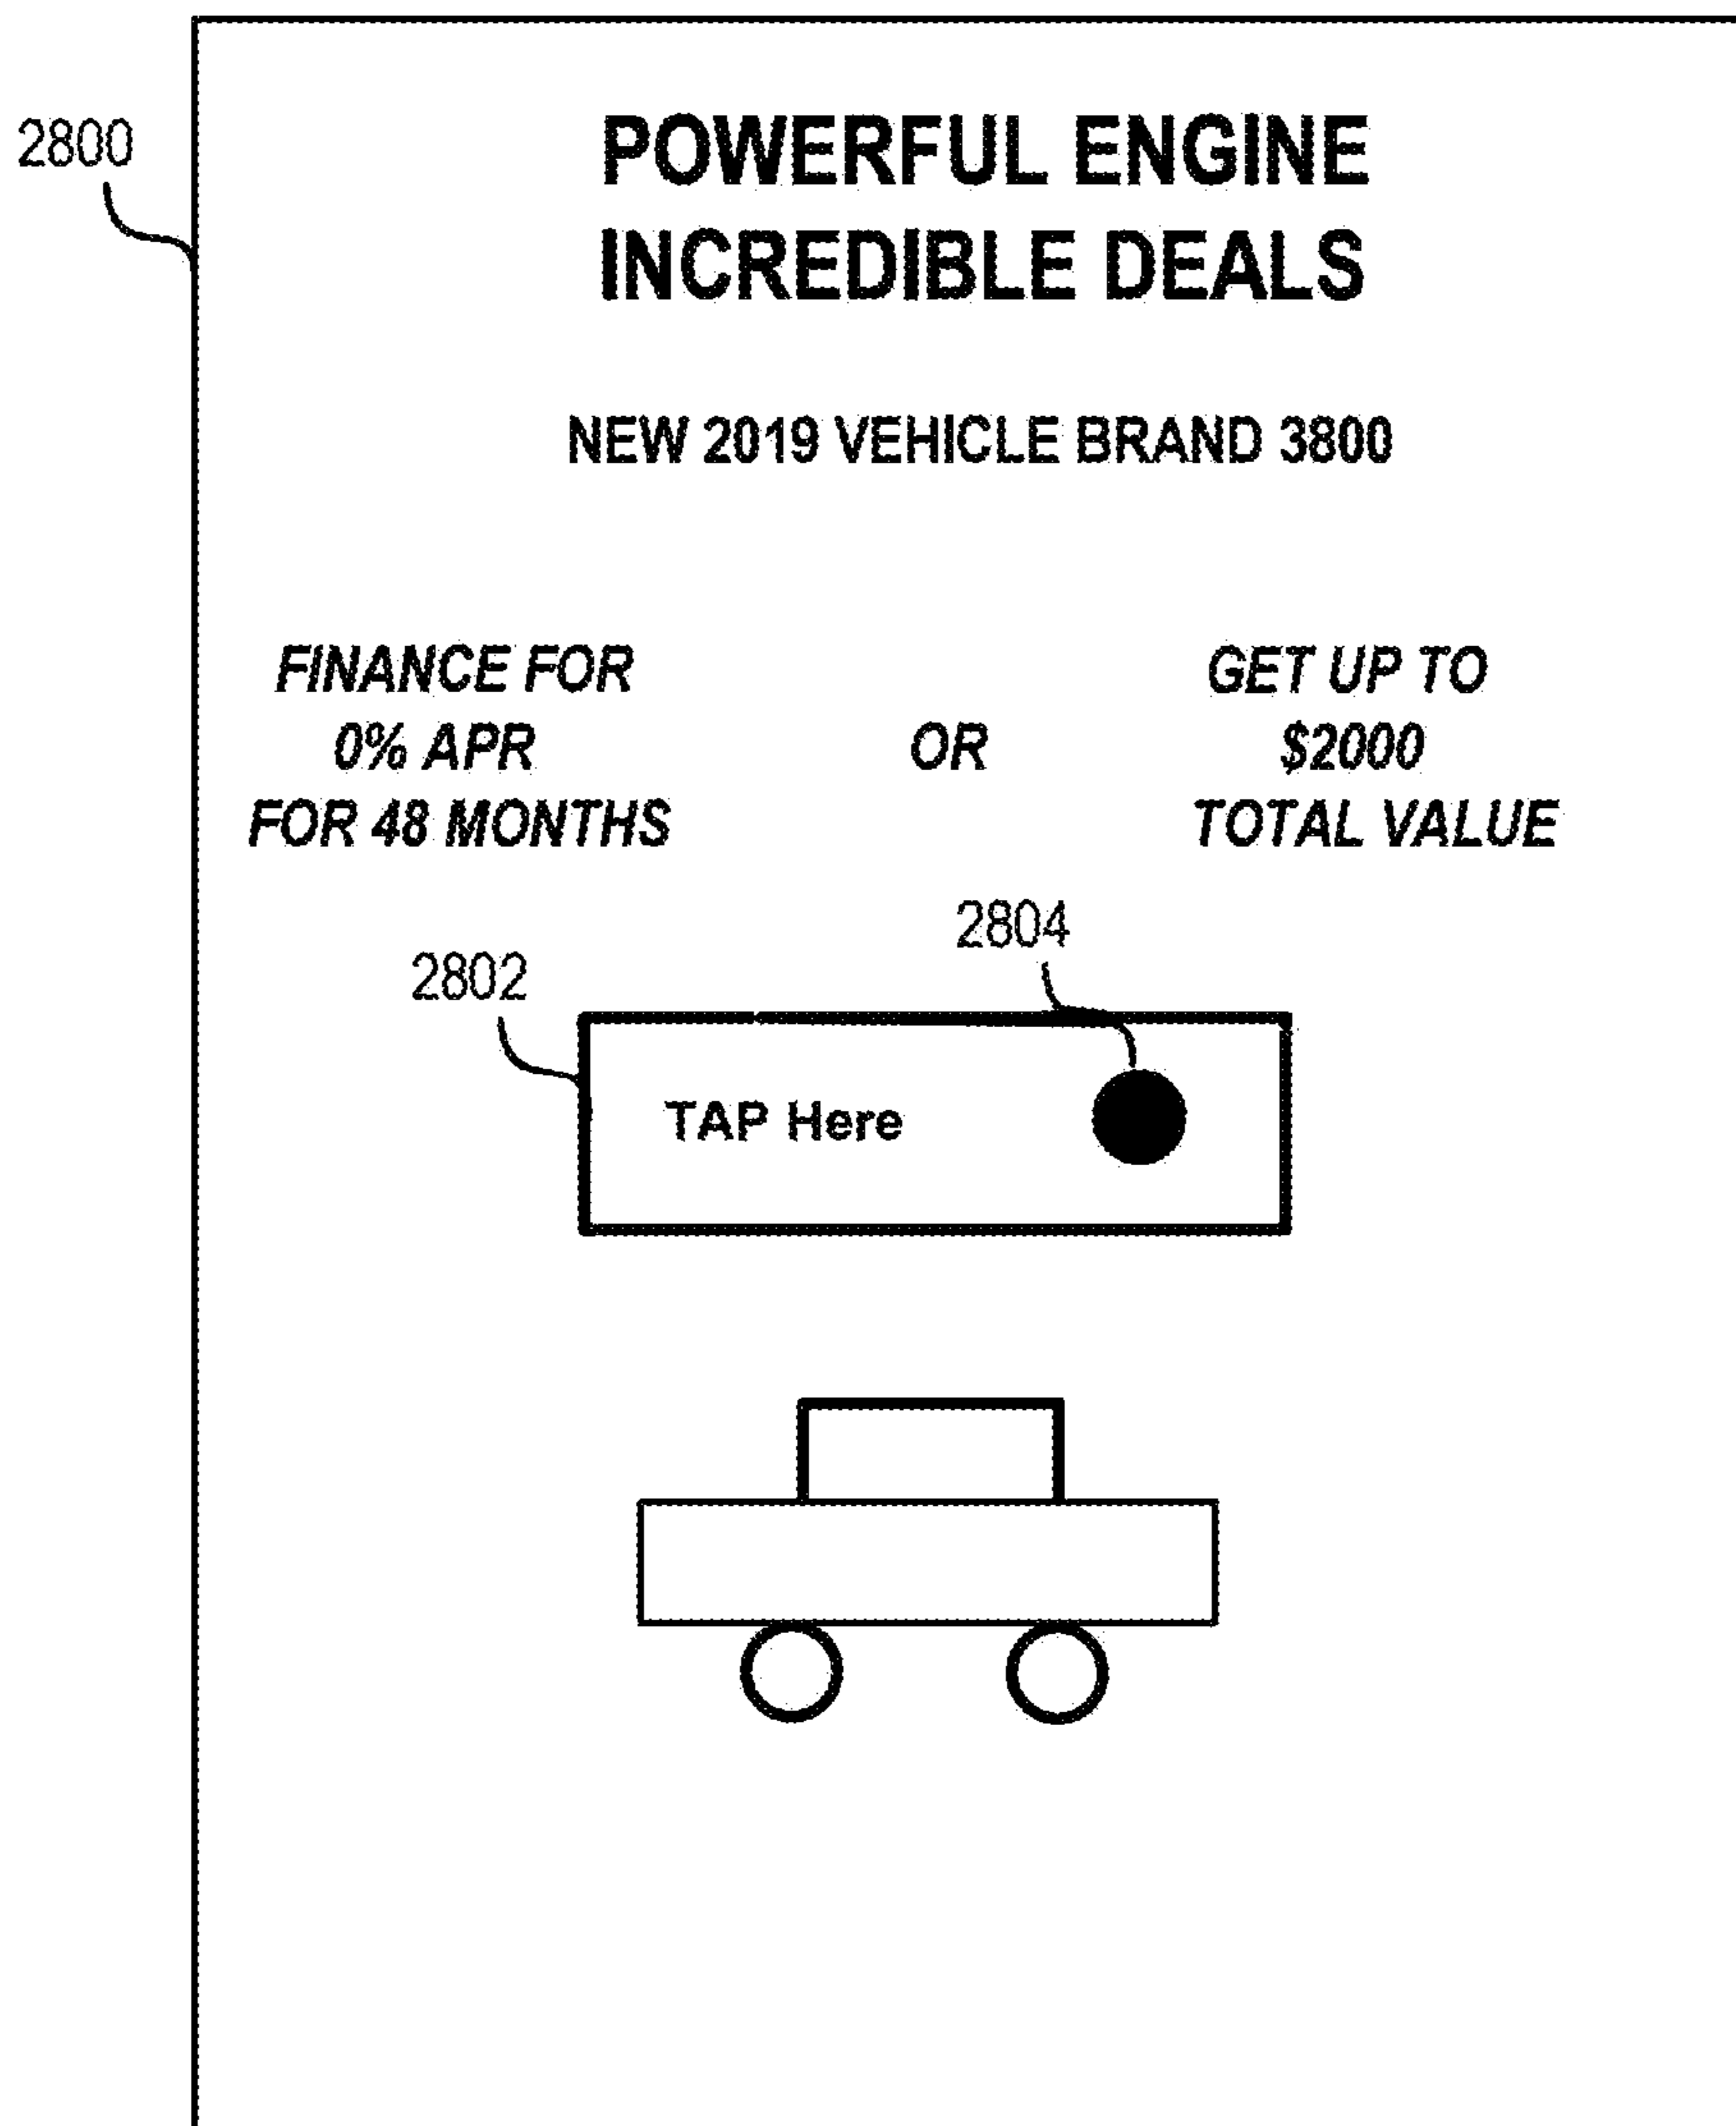 2800
POWERFUL ENGINE
INCREDIBLE DEALS
NEW 2019 VEHICLE BRAND 3800
FINANCE FOR
0% APR
FOR 48 MONTHS
OR
GET UP TO
$2000
TOTAL VALUE
2802
2804
TAP Here